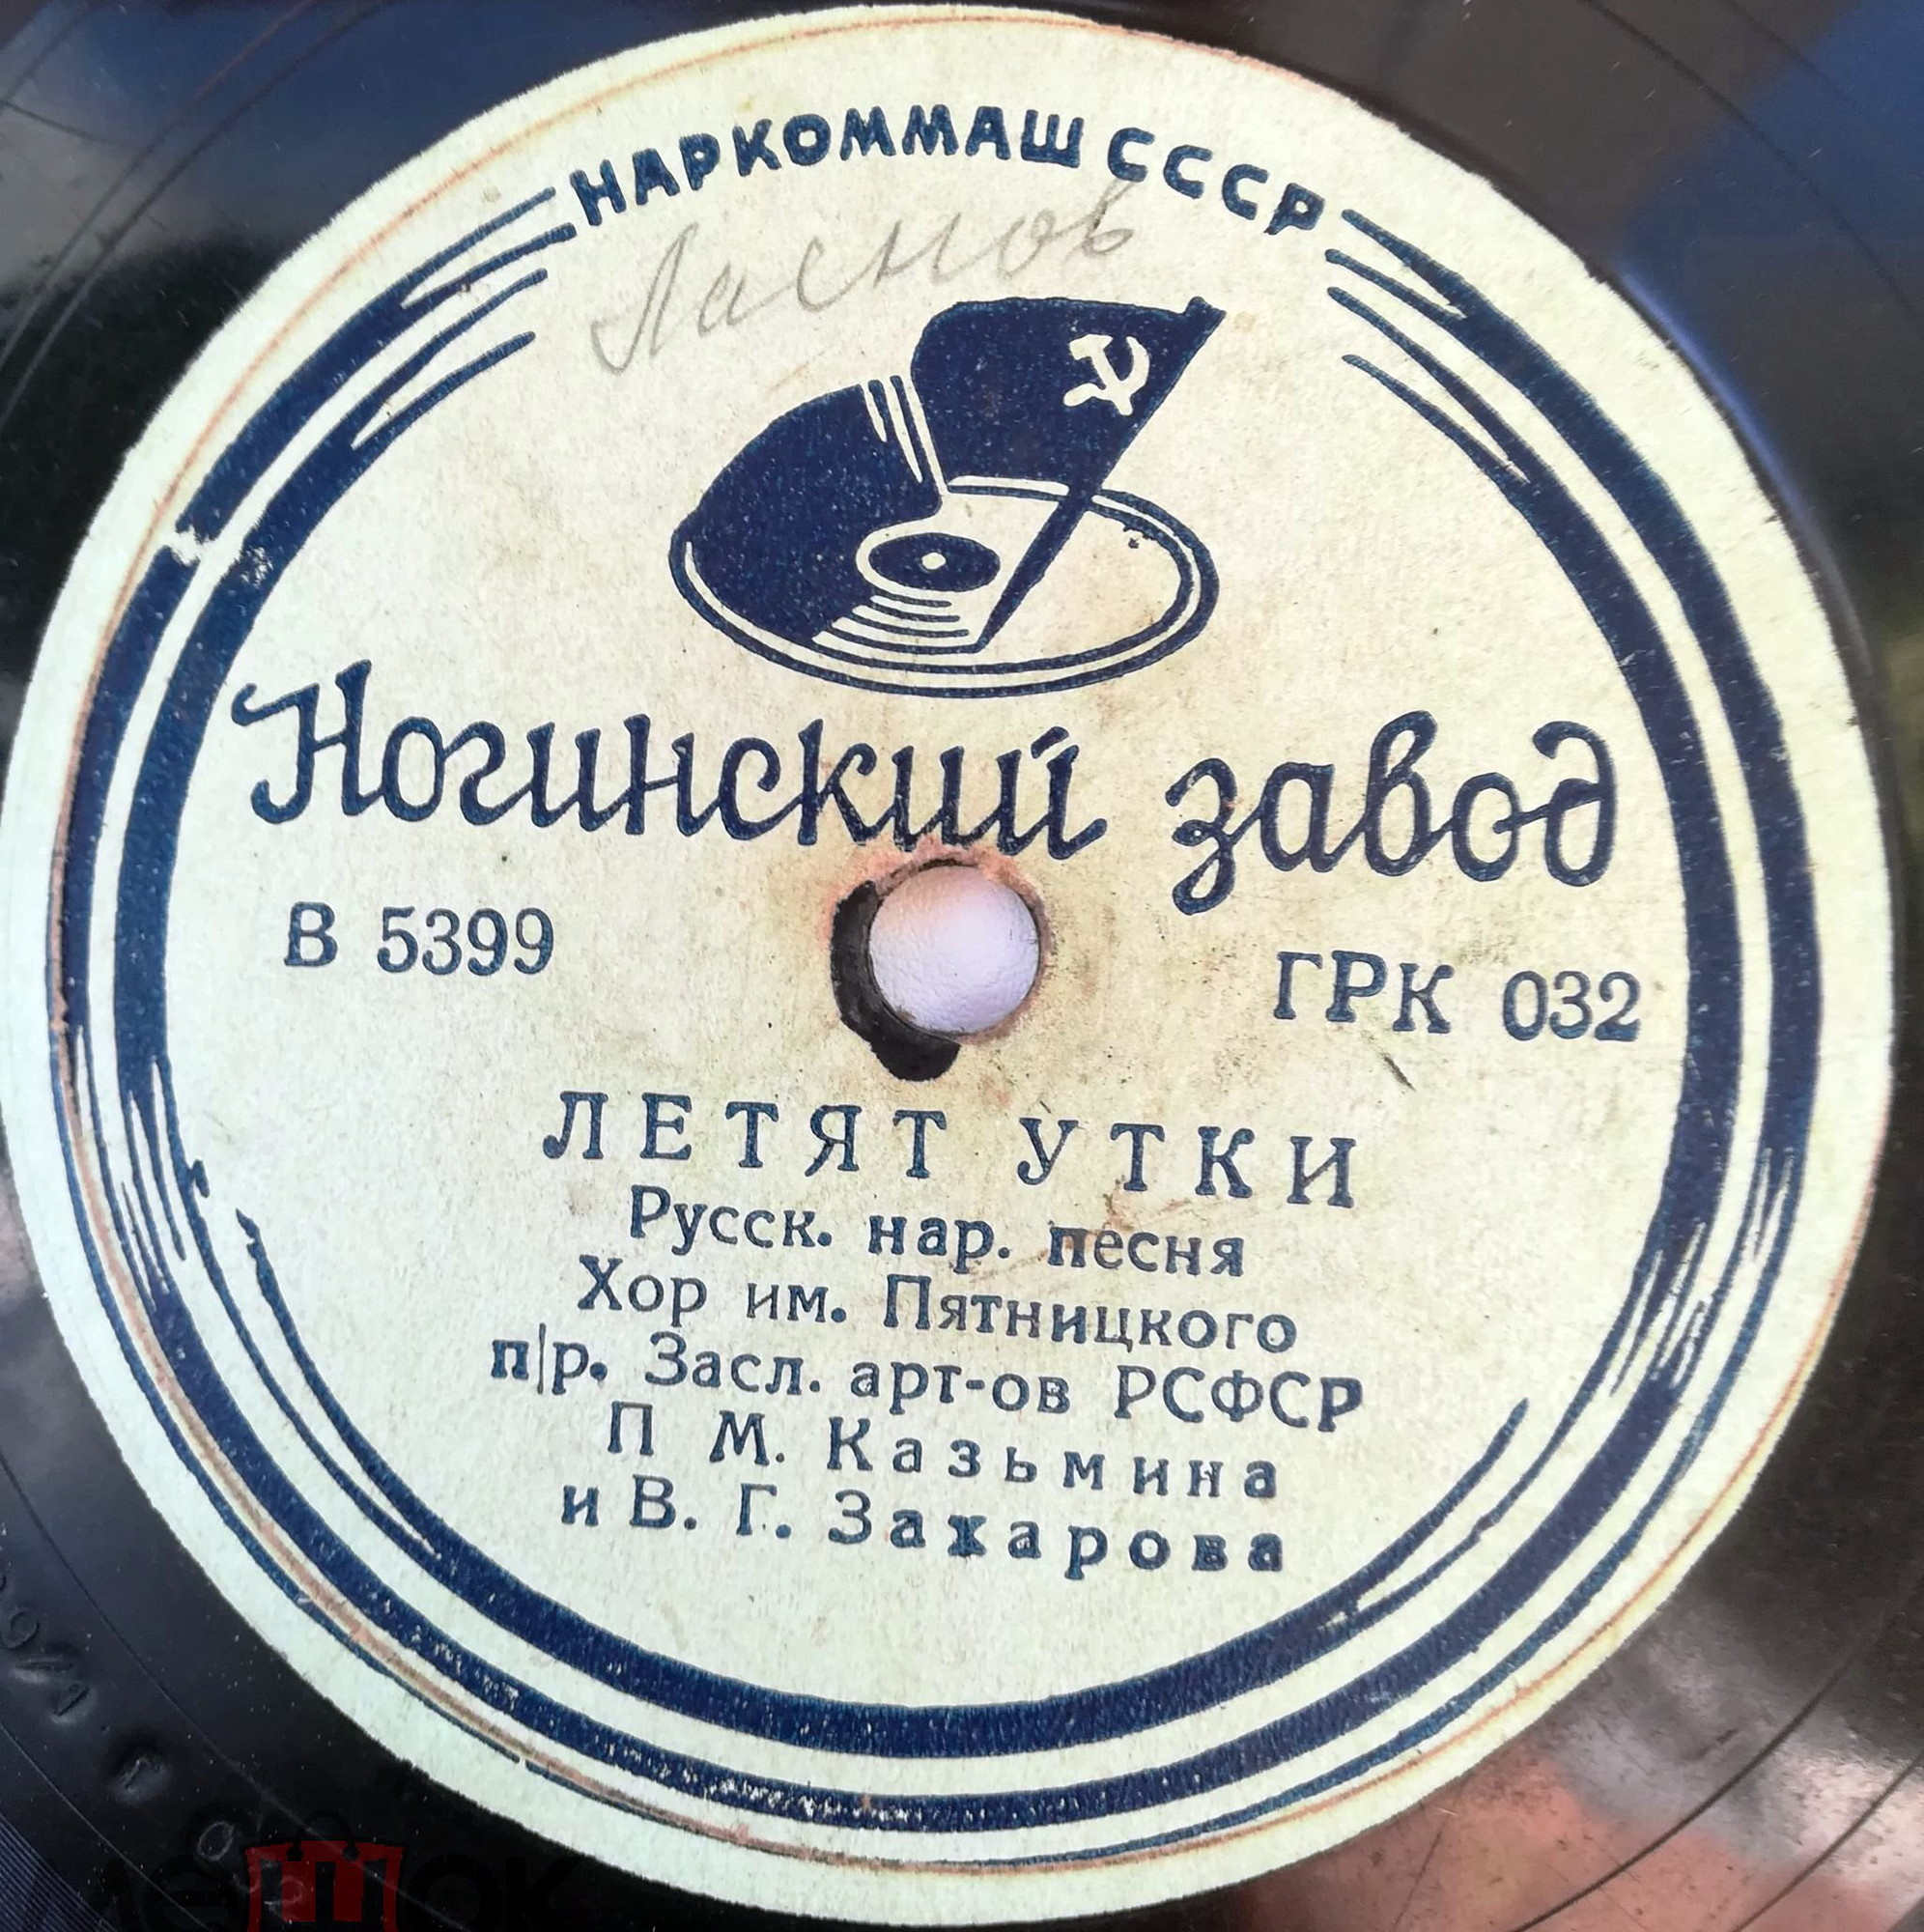 НАРКОММАШ СССР
Ногинский завод
В 5399
ГРК 032
ЛЕТЯТ УТКИ
Русск. нар. песня
Хор им. Пятницкого
п/р. Засл. арт-ов РСФСР
П М. Казьмина
и В. Г. Захарова
мешок